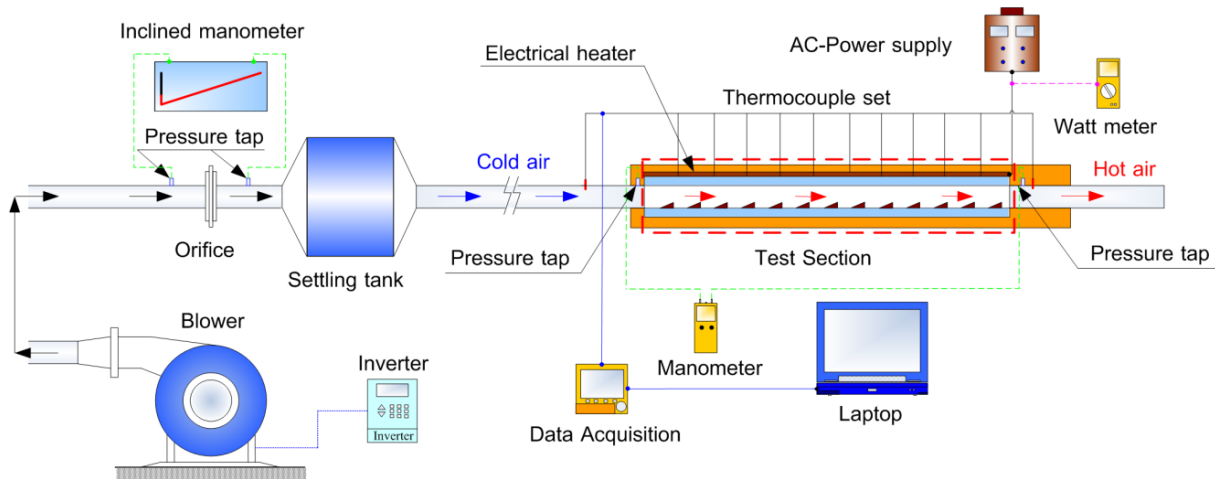 Inclined manometer
Pressure tap
Orifice
Settling tank
Cold air
Electrical heater
Thermocouple set
AC-Power supply
Watt meter
Hot air
Pressure tap
Test Section
Pressure tap
Blower
Inverter
Inverter
Manometer
Data Acquisition
Laptop